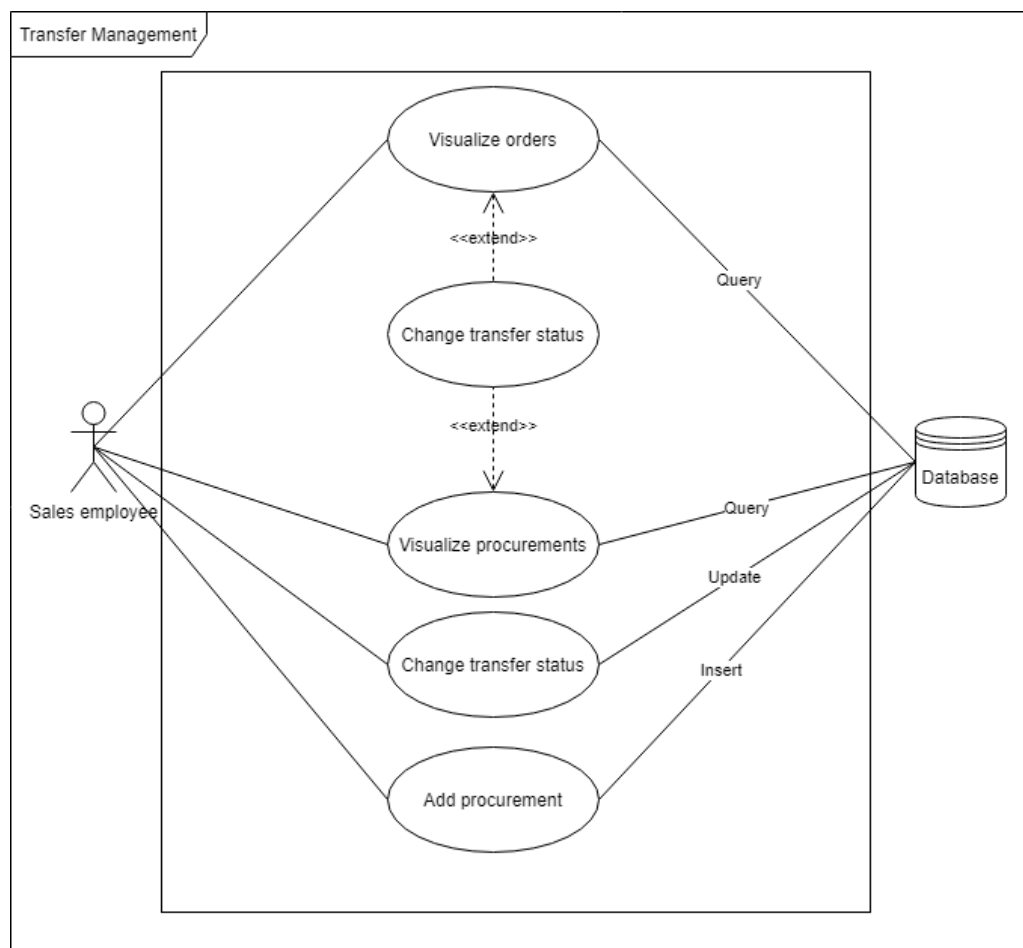 Transfer Management
Visualize orders
<<extend>>
Query
Change transfer status
<<extend>>
Sales employee
Database
Query
Visualize procurements
Update
Change transfer status
Insert
Add procurement